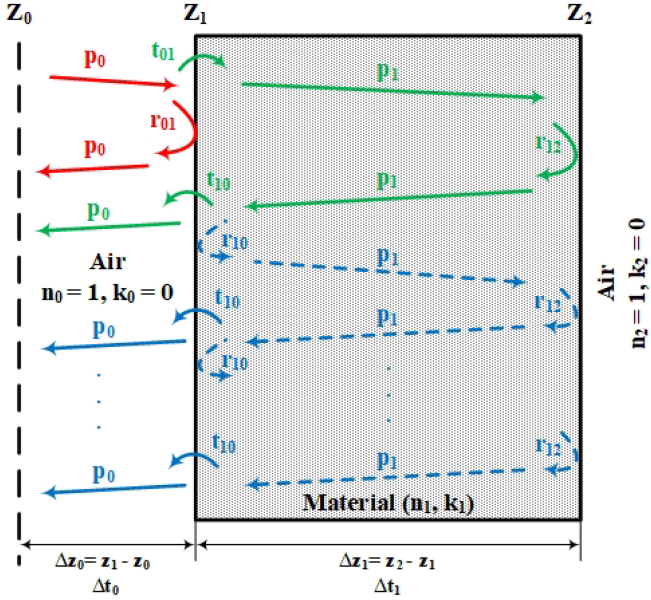 Z₀ Z₁ Z₂
p₀ t₀₁ p₁
r₀₁ r₁₂
p₀ p₁
t₁₀
p₀
r₁₀ p₁
Air
n₀ = 1, k₀ = 0
t₁₀ r₁₂
p₀ p₁
r₁₀
Air
n₂ = 1, k₂ = 0
t₁₀ r₁₂
p₀ p₁
Material (n₁, k₁)
Δz₀= z₁ - z₀ Δz₁= z₂ - z₁
Δt₀ Δt₁